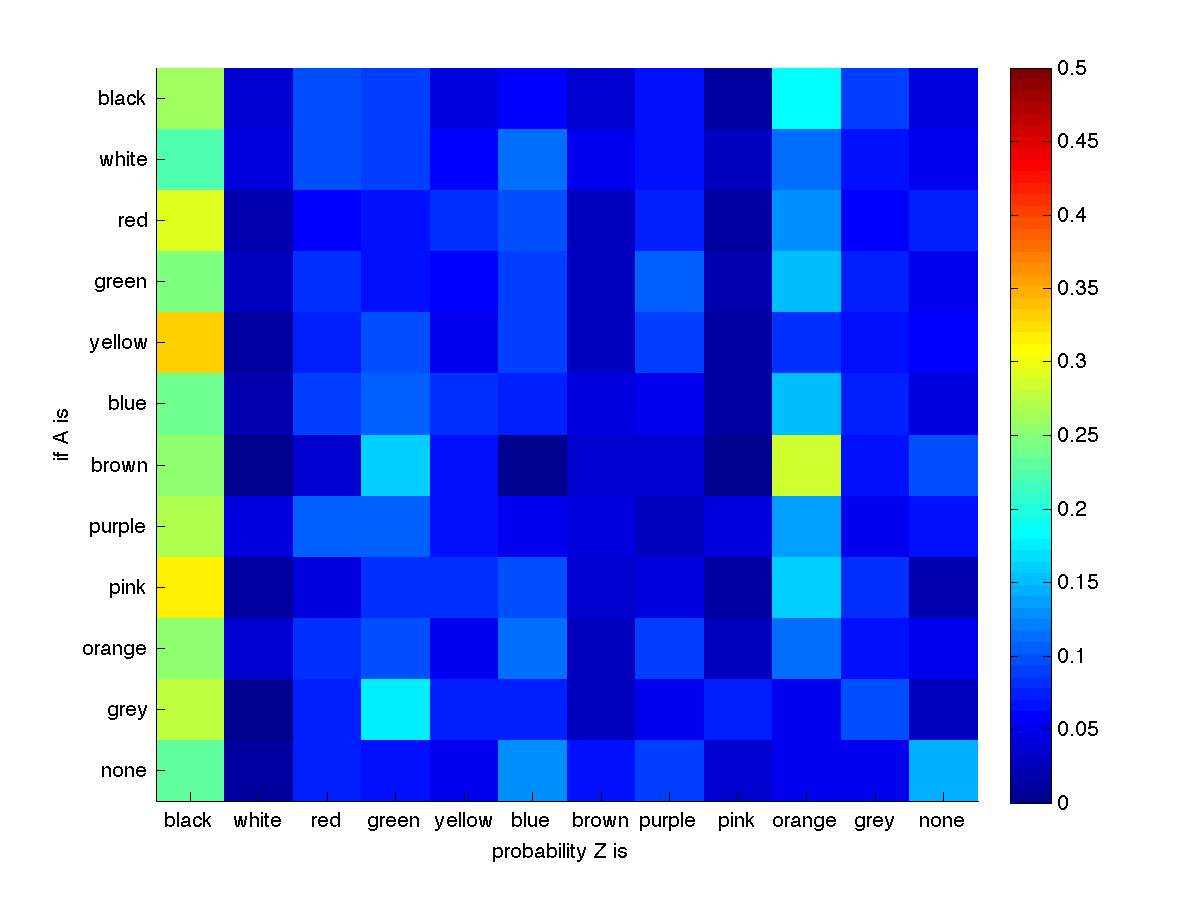 0.5
black
0.45
white
0.4
red
0.35
green
0.3
yellow
0.25
blue
if A is
brown
0.2
purple
0.15
pink
0.1
orange
0.05
grey
none
0
black white red green yellow blue brown purple pink orange grey none
probability Z is